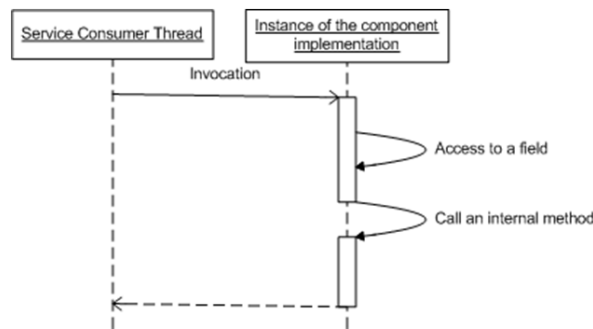 Service Consumer Thread
Instance of the component
implementation
Invocation
Access to a field
Call an internal method